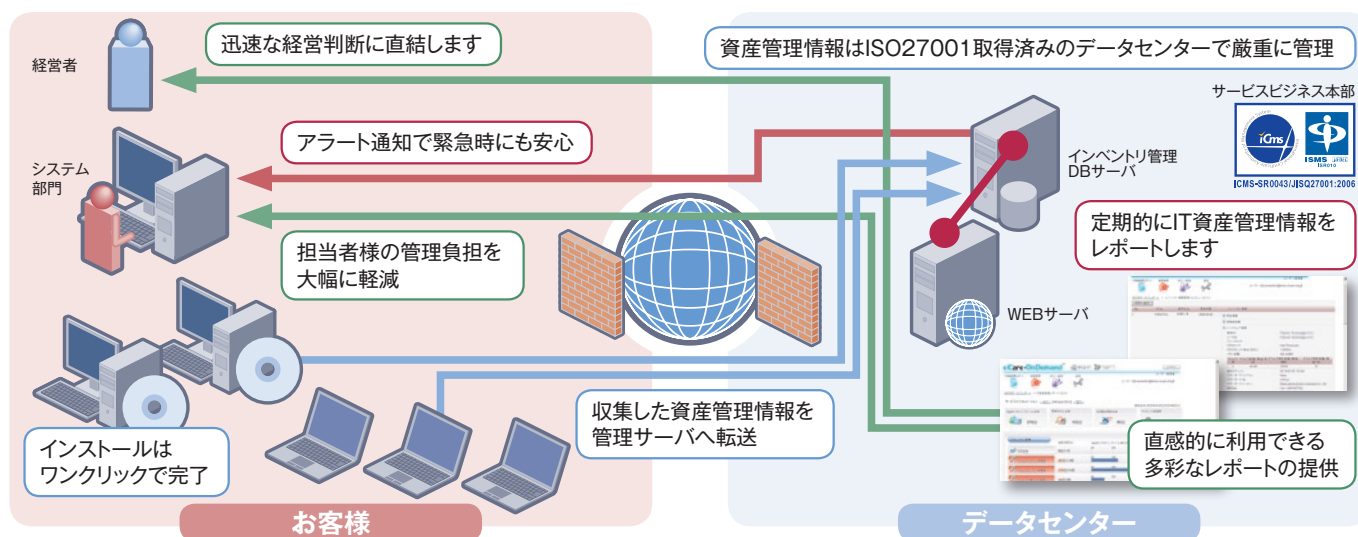 迅速な経営判断に直結します
資産管理情報はISO27001取得済みのデータセンターで厳重に管理
経営者
サービスビジネス本部
iCms
ISMS
ISR010
ICMS-SR0043/JISQ27001:2006
アラート通知で緊急時にも安心
システム
部門
インベントリ管理
DBサーバ
定期的にIT資産管理情報を
レポートします
担当者様の管理負担を
大幅に軽減
WEBサーバ
Care-OnDemand
収集した資産管理情報を
管理サーバへ転送
インストールは
ワンクリックで完了
直感的に利用できる
多彩なレポートの提供
お客様
データセンター